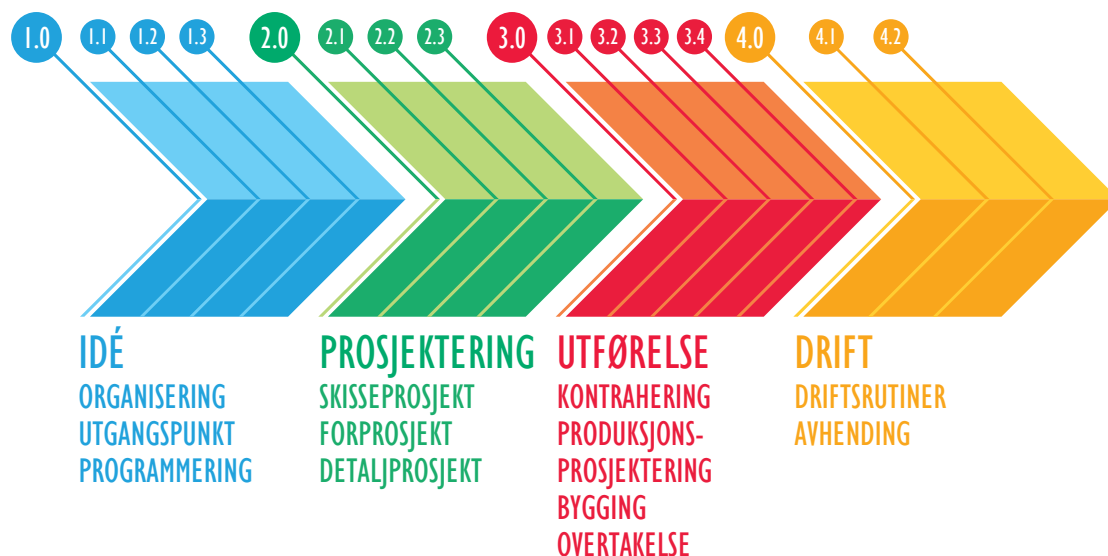 1.0 1.1 1.2 1.3 2.0 2.1 2.2 2.3 3.0 3.1 3.2 3.3 3.4 4.0 4.1 4.2
IDÉ
ORGANISERING
UTGANGSPUNKT
PROGRAMMERING
PROSJEKTERING
SKISSEPROSJEKT
FORPROSJEKT
DETALJPROSJEKT
UTFØRELSE
KONTRAHERING
PRODUKSJONS-
PROSJEKTERING
BYGGING
OVERTAKELSE
DRIFT
DRIFTSRUTINER
AVHENDING